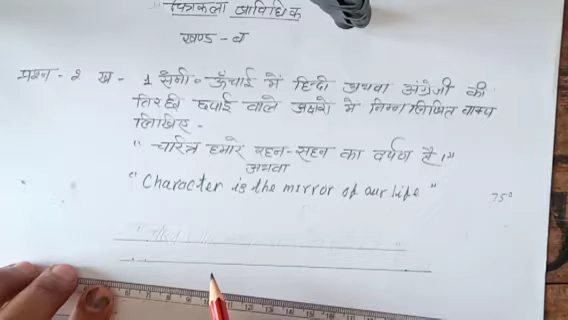 चित्रकला प्राविधिक
खण्ड - ब
प्रश्न - 2 ख - 1 सेमी० ऊँचाई में हिन्दी अथवा अंग्रेजी की
तिरछी छपाई वाले अक्षरो में निम्नलिखित वाक्य
लिखिए -
" चरित्र हमारे रहन-सहन का दर्पण है।"
अथवा
"Character is the mirror of our life"
75°